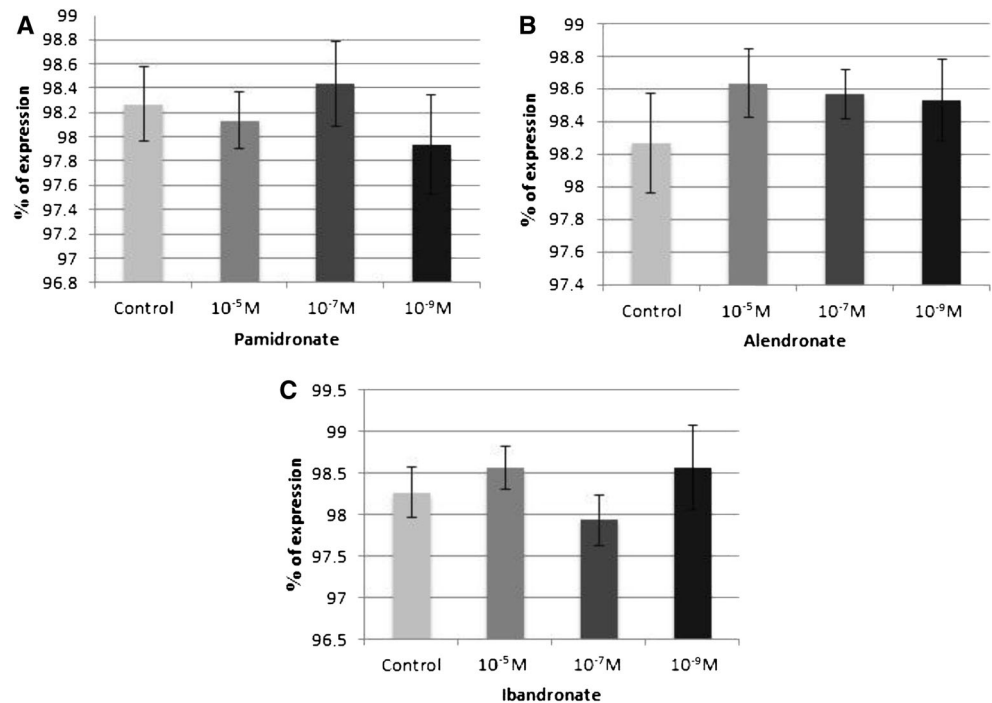 A
% of expression
99
98.8
98.6
98.4
98.2
98
97.8
97.6
97.4
97.2
97
96.8
Control 10⁻⁵M 10⁻⁷M 10⁻⁹M
Pamidronate
B
% of expression
99
98.8
98.6
98.4
98.2
98
97.8
97.6
97.4
Control 10⁻⁵M 10⁻⁷M 10⁻⁹M
Alendronate
C
% of expression
99.5
99
98.5
98
97.5
97
96.5
Control 10⁻⁵M 10⁻⁷M 10⁻⁹M
Ibandronate